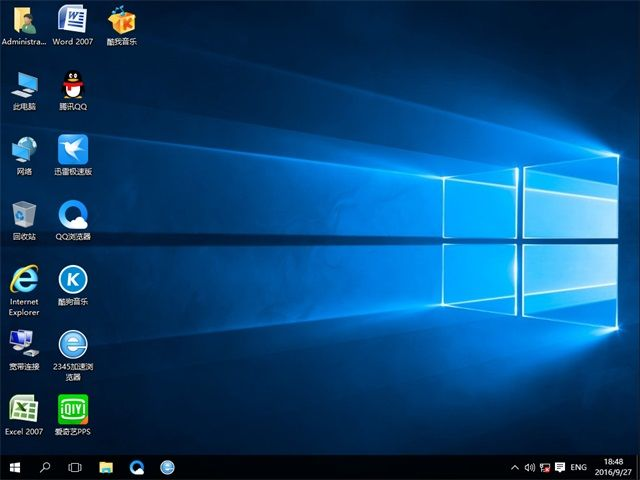 Administra...
Word 2007
酷我音乐
此电脑
腾讯QQ
网络
迅雷极速版
回收站
QQ浏览器
Internet
Explorer
酷狗音乐
宽带连接
2345加速浏
览器
Excel 2007
QIYI
爱奇艺PPS
ENG
18:48
2016/9/27